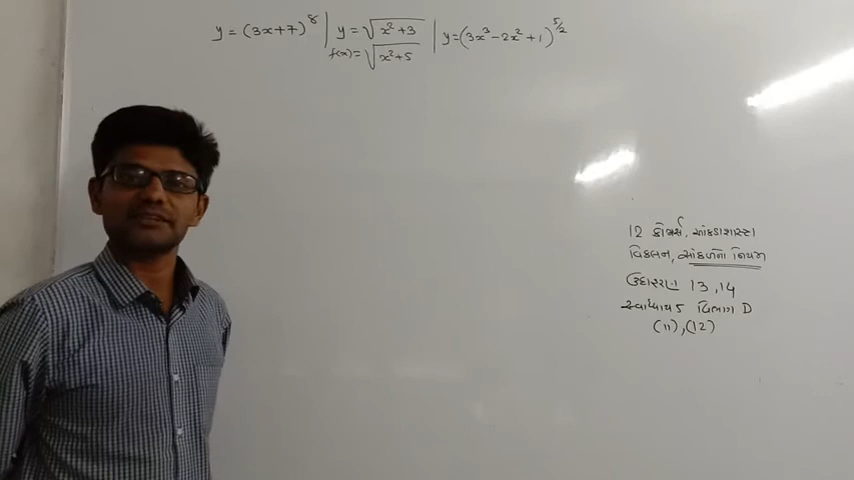 y = (3x+7)⁸ | y = √(x²+3) | y = (3x³−2x²+1)^5/2
f(x) = √(x²+5)
12 કોમર્સ, આંકડાશાસ્ત્ર
વિકલન, સાંકળનો નિયમ
ઉદાહરણ 13, 14
સ્વાધ્યાય 5 વિભાગ D
(11), (12)